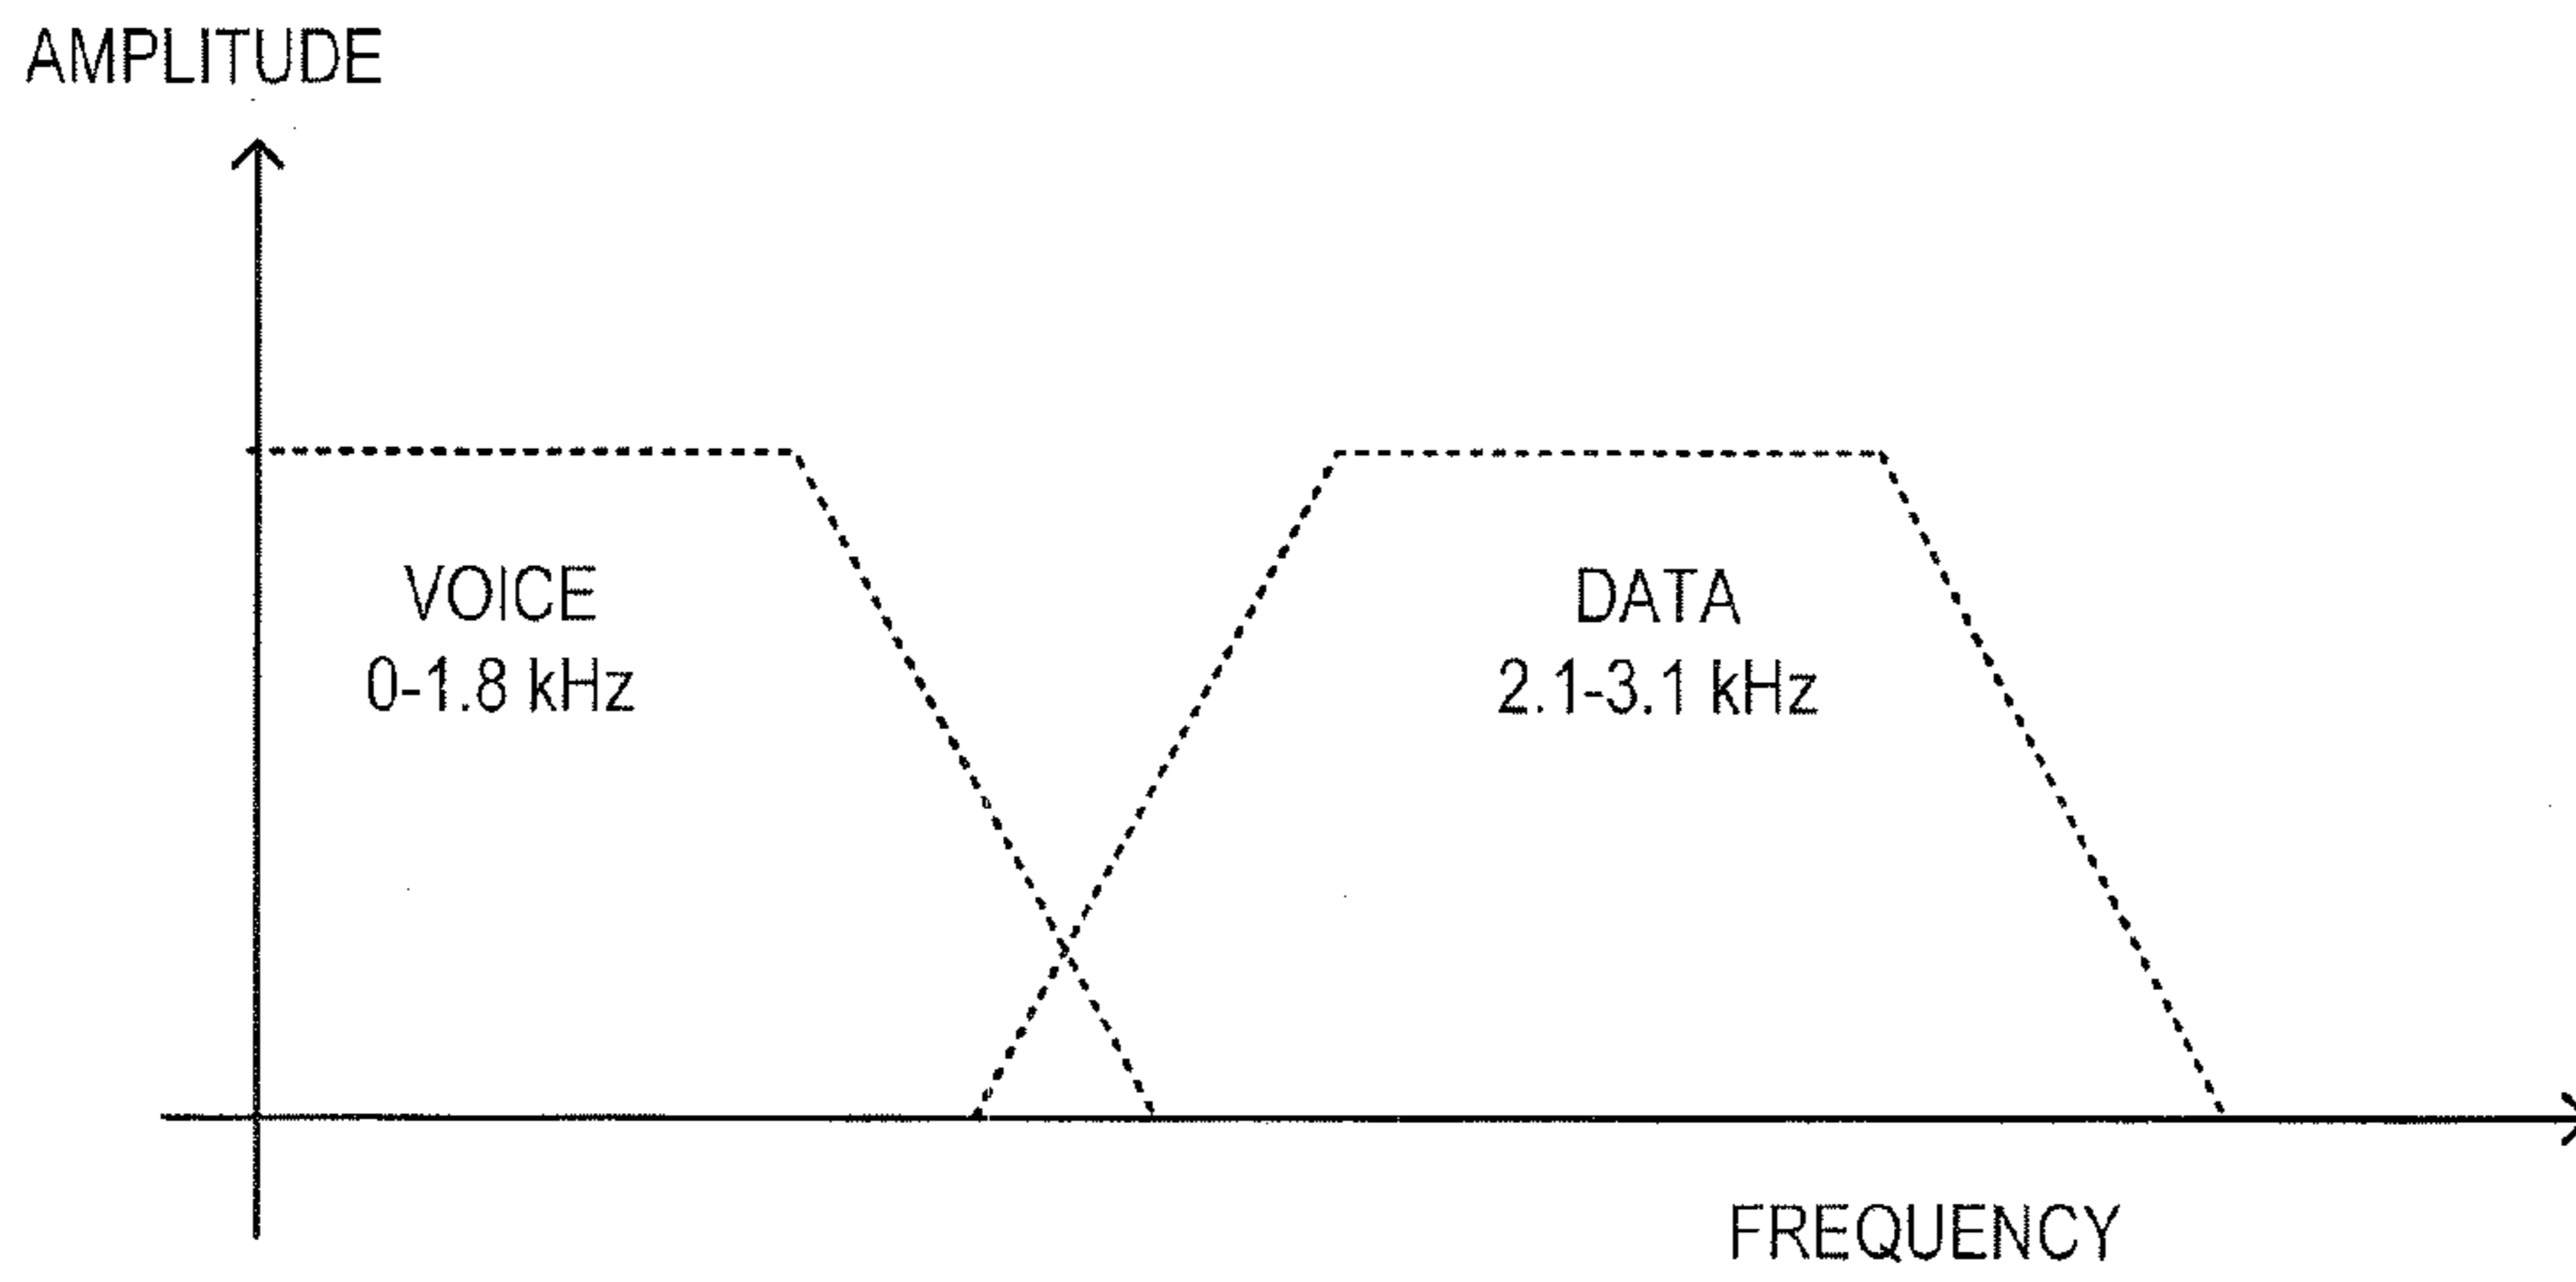 AMPLITUDE
VOICE
0-1.8 kHz
DATA
2.1-3.1 kHz
FREQUENCY